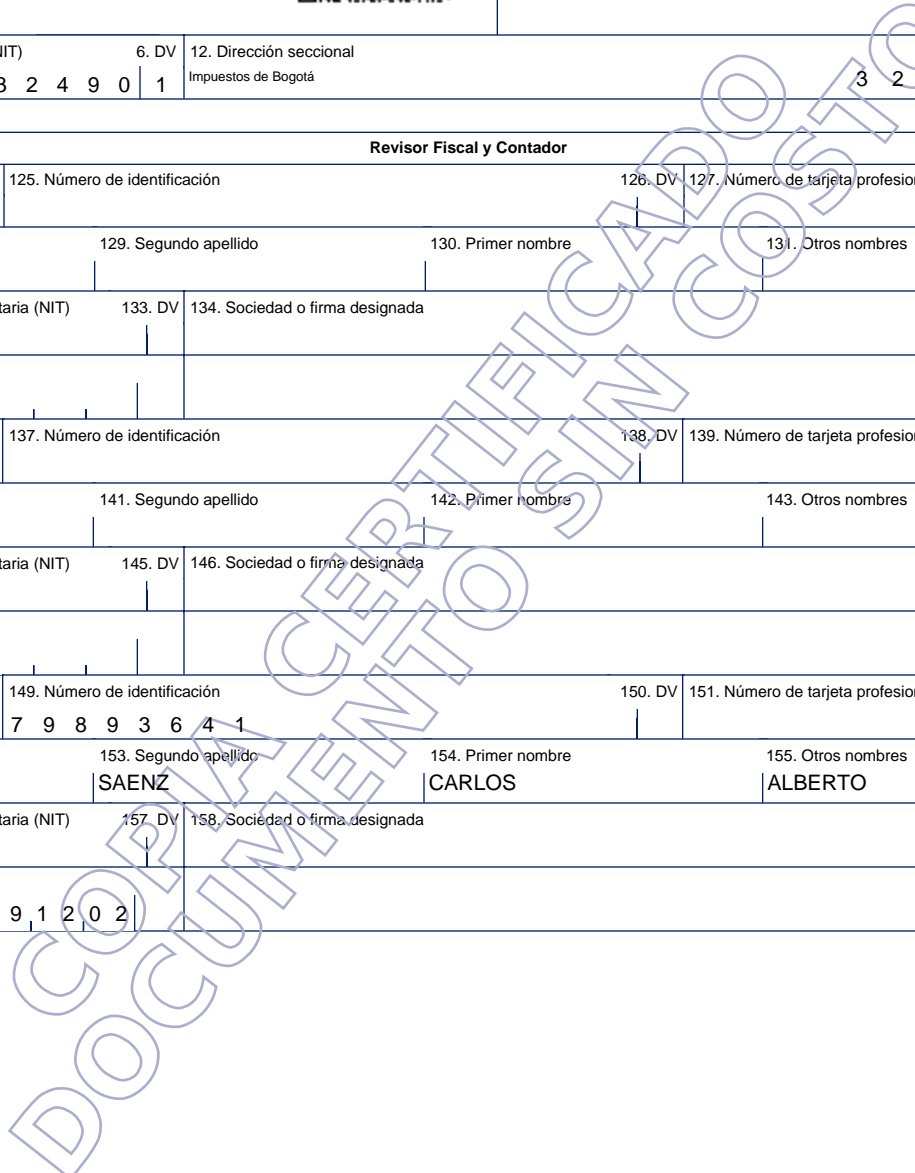 NIT) 6. DV 12. Dirección seccional
3 2 4 9 0 1 Impuestos de Bogotá 3 2
Revisor Fiscal y Contador
125. Número de identificación 126. DV 127. Número de tarjeta profesion
129. Segundo apellido 130. Primer nombre 131. Otros nombres
taria (NIT) 133. DV 134. Sociedad o firma designada
137. Número de identificación 138. DV 139. Número de tarjeta profesion
141. Segundo apellido 142. Primer nombre 143. Otros nombres
taria (NIT) 145. DV 146. Sociedad o firma designada
149. Número de identificación 150. DV 151. Número de tarjeta profesion
7 9 8 9 3 6 4 1
153. Segundo apellido 154. Primer nombre 155. Otros nombres
SAENZ CARLOS ALBERTO
taria (NIT) 157. DV 158. Sociedad o firma designada
9 1 2 0 2
COPIA CERTIFICADO
DOCUMENTO SIN COSTO